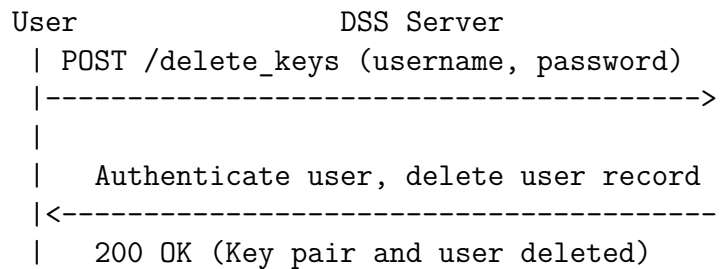 User                    DSS Server
 | POST /delete_keys (username, password)
 |---------------------------------------->
 |
 |   Authenticate user, delete user record
 |<----------------------------------------
 |   200 OK (Key pair and user deleted)